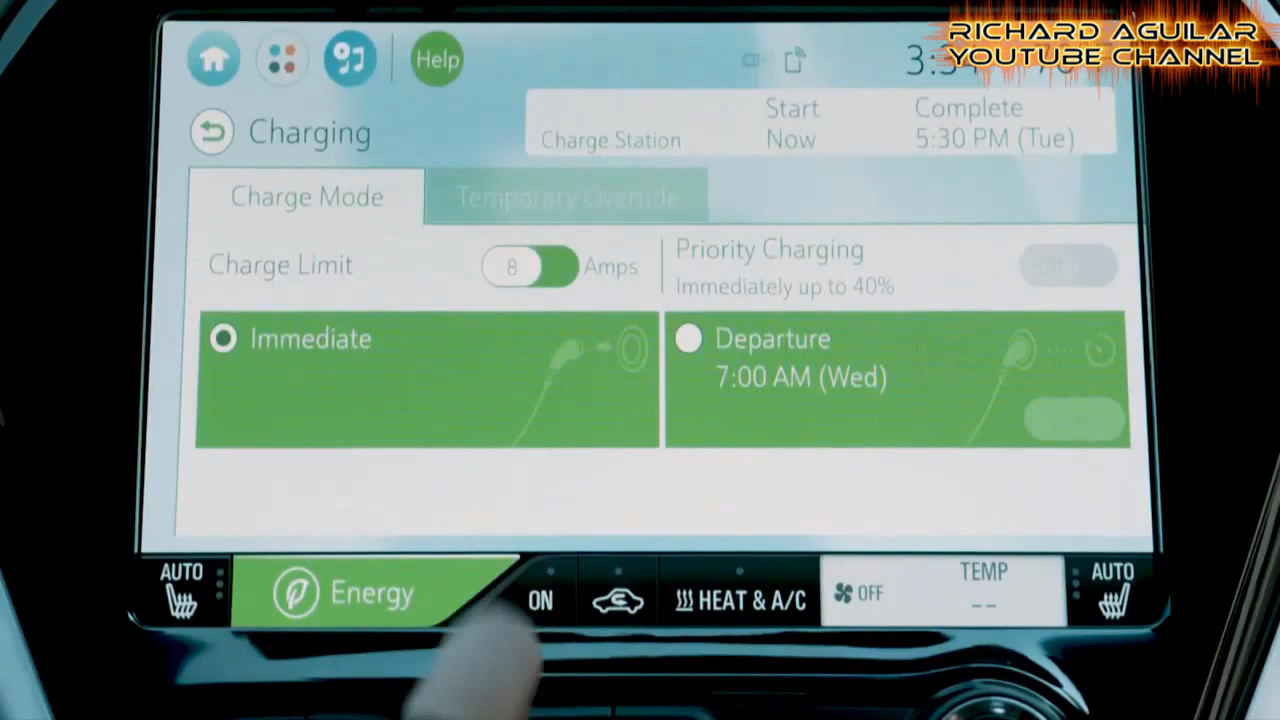 RICHARD AGUILAR
YOUTUBE CHANNEL
Help
Charging
Start
Complete
Charge Station
Now
5:30 PM (Tue)
Charge Mode
Temporary Override
Charge Limit
8
Amps
Priority Charging
Immediately up to 40%
Immediate
Departure
7:00 AM (Wed)
AUTO
Energy
ON
HEAT & A/C
OFF
TEMP
--
AUTO